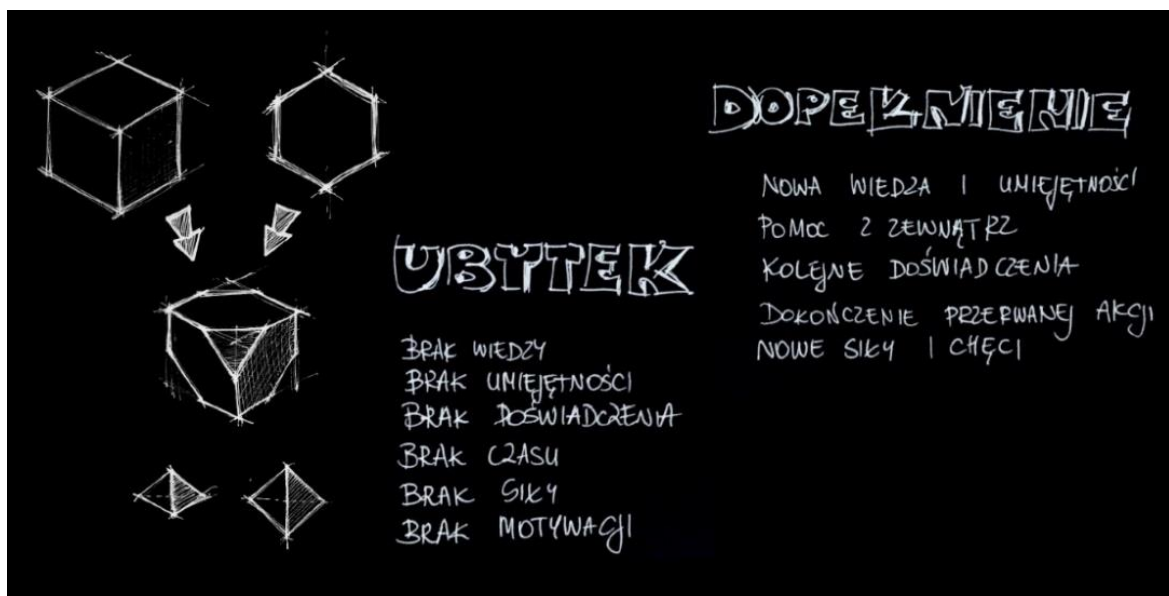 UBYTEK
BRAK WIEDZY
BRAK UMIEJĘTNOŚCI
BRAK DOŚWIADCZENIA
BRAK CZASU
BRAK SIŁY
BRAK MOTYWACJI
DOPEŁNIENIE
NOWA WIEDZA I UMIEJĘTNOŚCI
POMOC Z ZEWNĄTRZ
KOLEJNE DOŚWIADCZENIA
DOKOŃCZENIE PRZERWANEJ AKCJI
NOWE SIŁY I CHĘCI